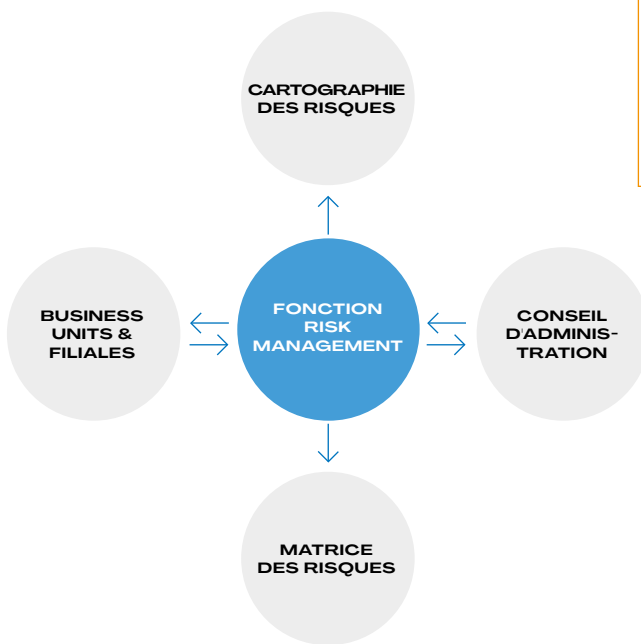 CARTOGRAPHIE
DES RISQUES
BUSINESS
UNITS &
FILIALES
FONCTION
RISK
MANAGEMENT
CONSEIL
D'ADMINIS-
TRATION
MATRICE
DES RISQUES